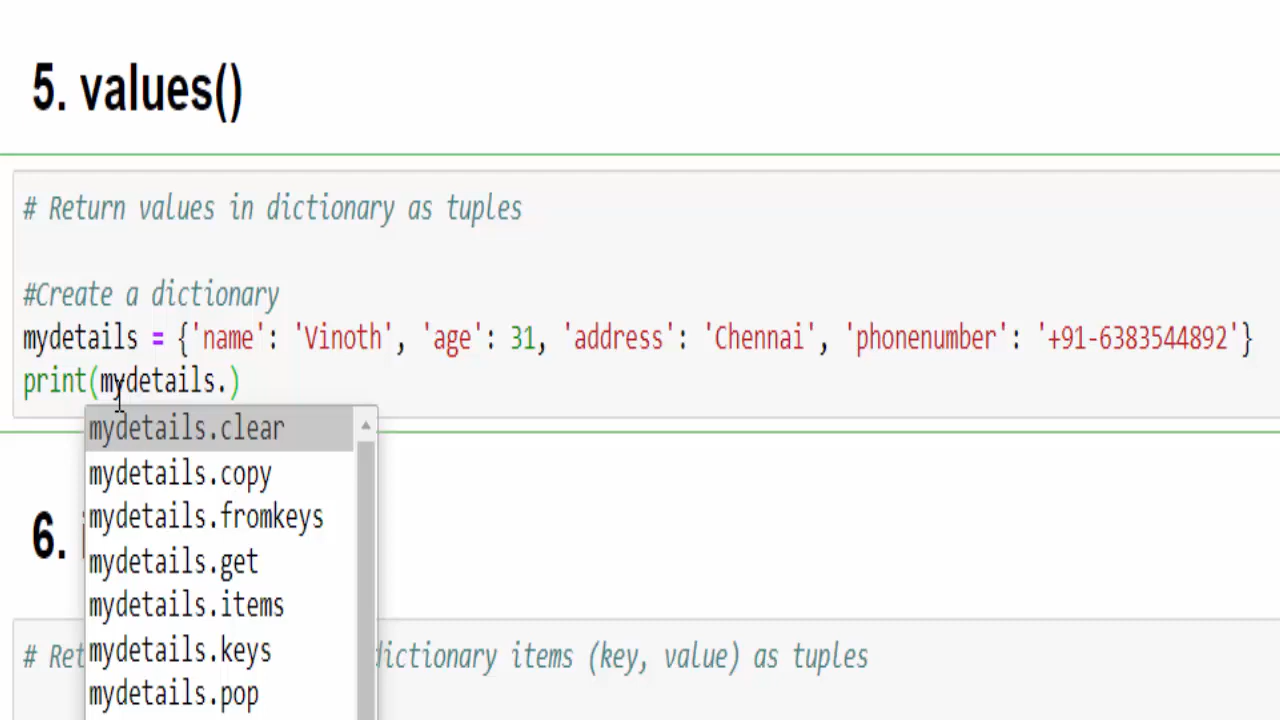 5. values()
# Return values in dictionary as tuples
#Create a dictionary
mydetails = {'name': 'Vinoth', 'age': 31, 'address': 'Chennai', 'phonenumber': '+91-6383544892'}
print(mydetails.)
mydetails.clear
mydetails.copy
mydetails.fromkeys
mydetails.get
6.
mydetails.items
mydetails.keys
# Ret dictionary items (key, value) as tuples
mydetails.pop